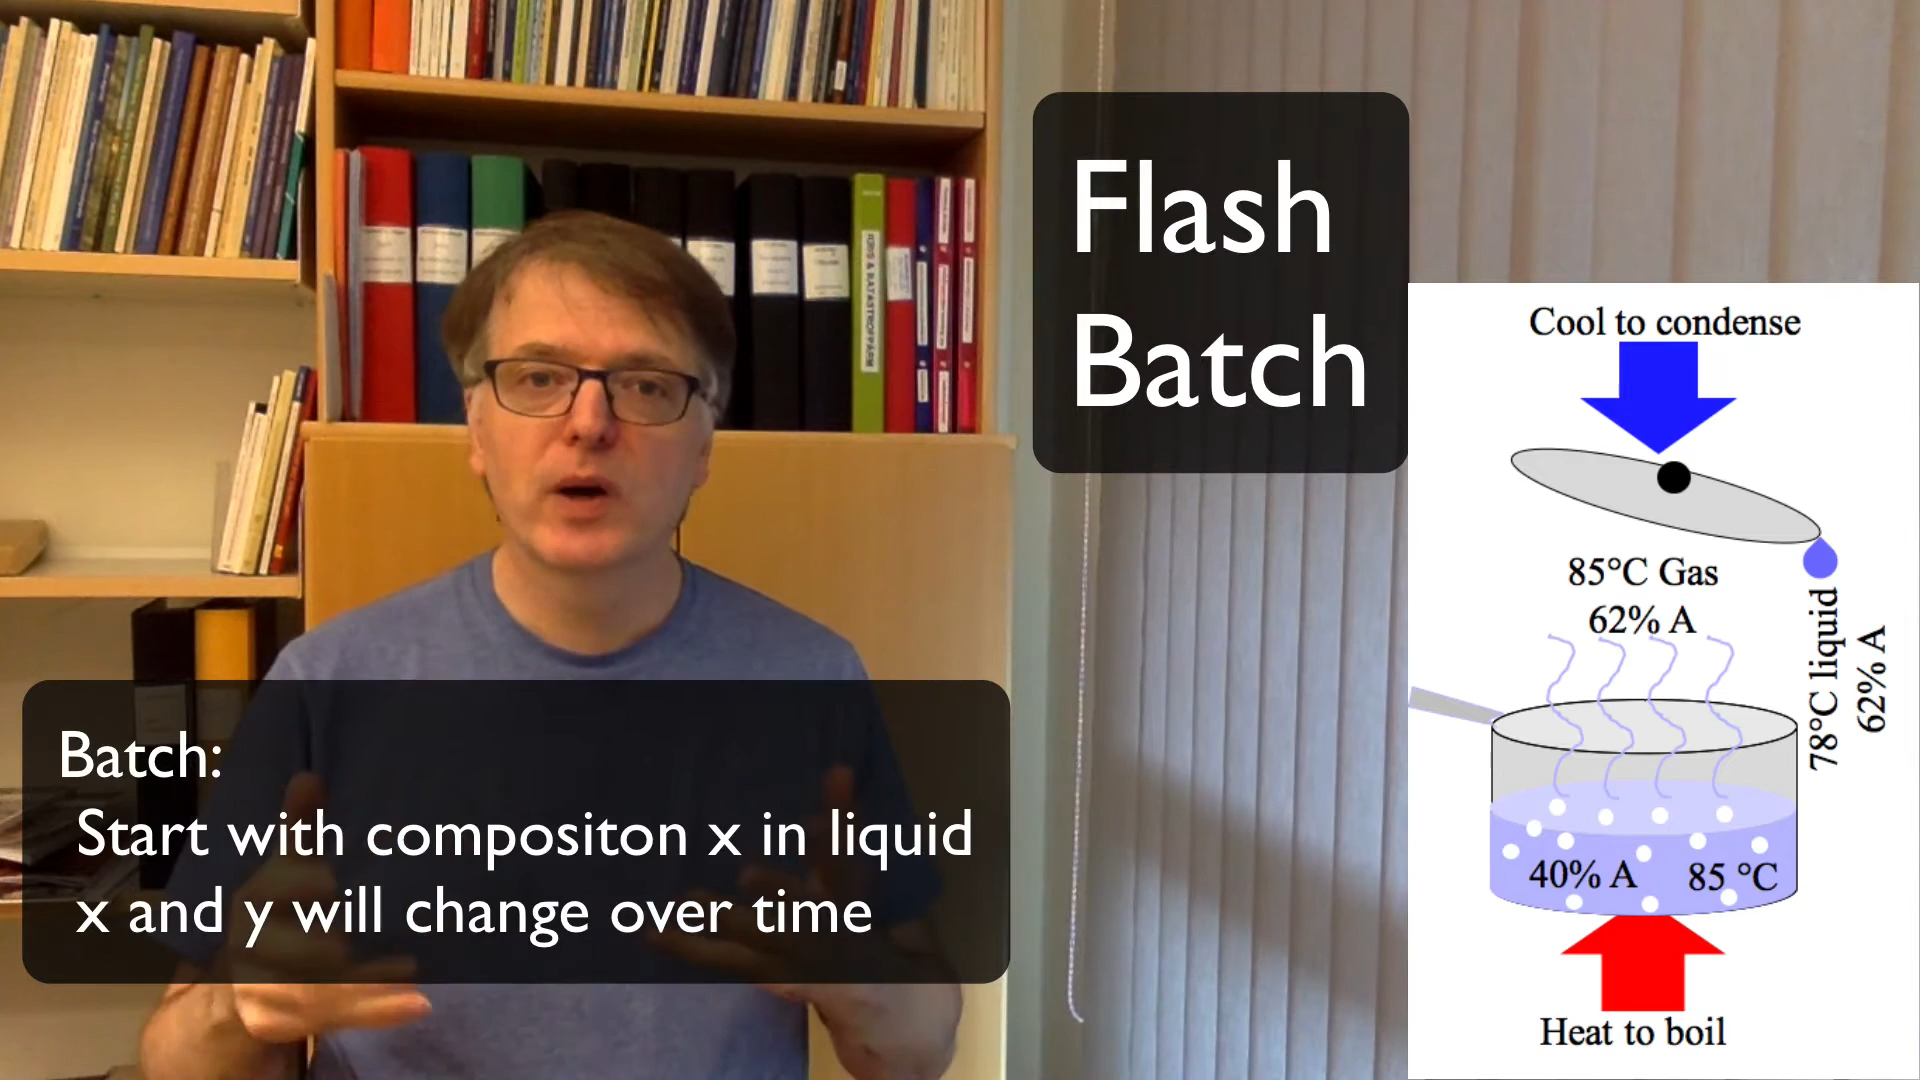 Flash
Batch
Batch:
Start with compositon x in liquid
x and y will change over time
Cool to condense
85°C Gas
62% A
78°C liquid
62% A
40% A
85 °C
Heat to boil